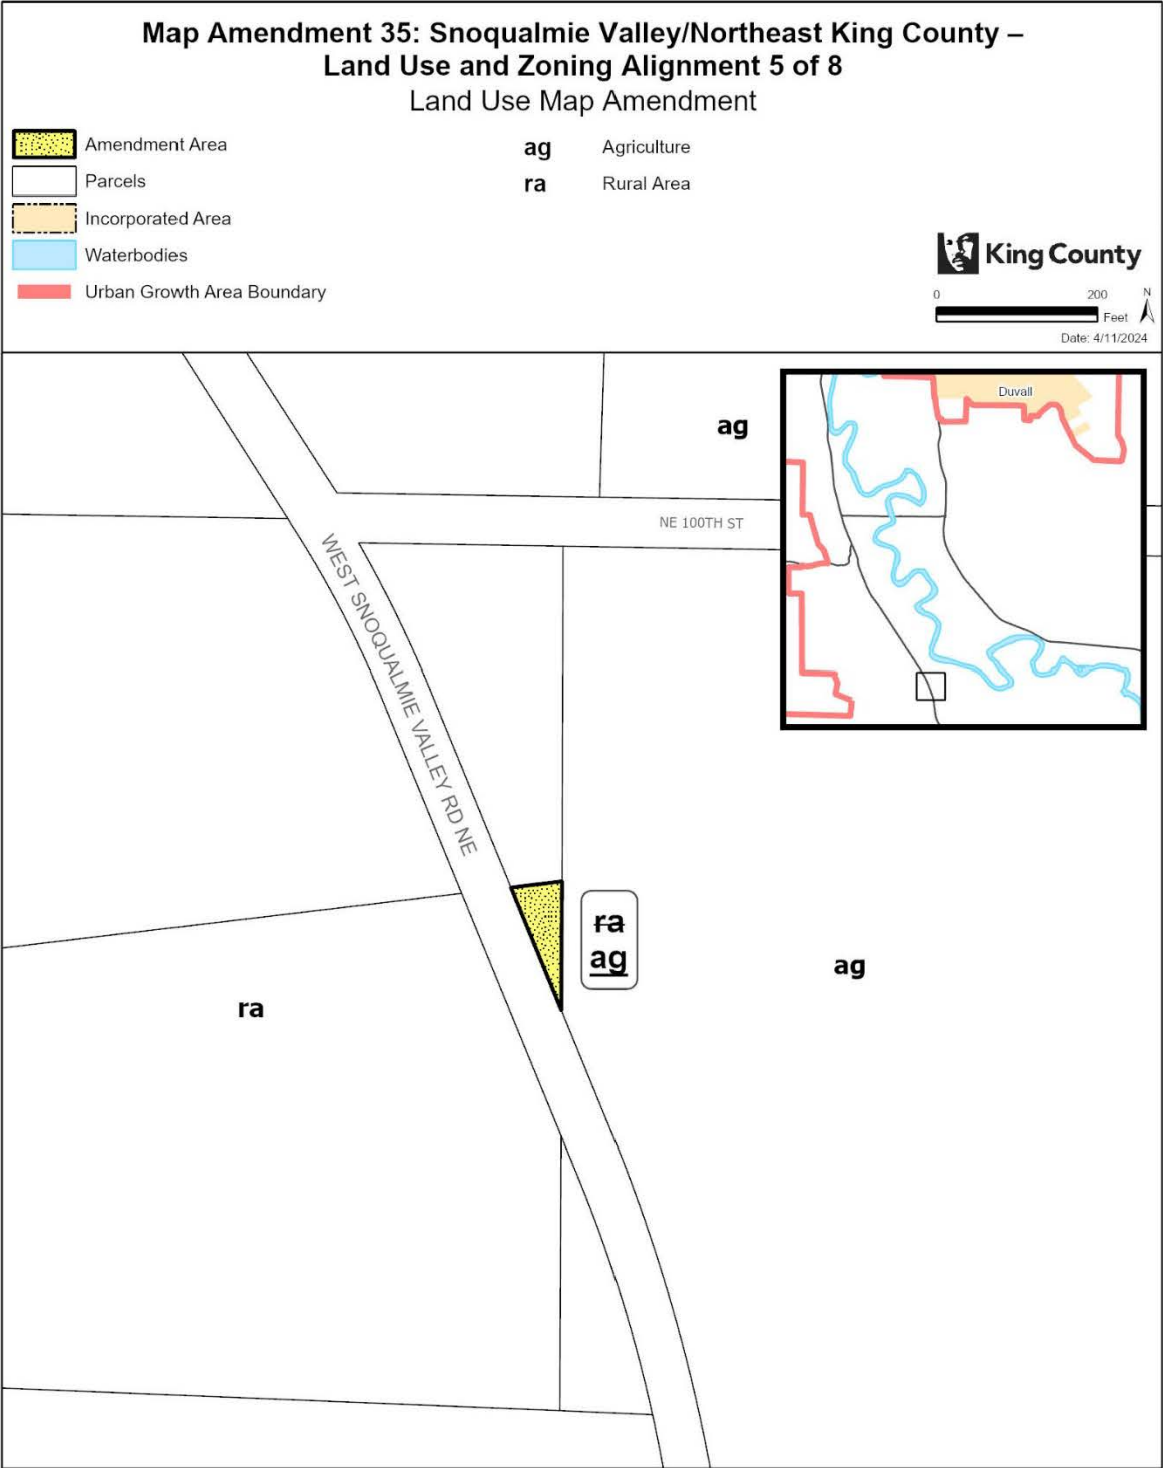 Map Amendment 35: Snoqualmie Valley/Northeast King County –
Land Use and Zoning Alignment 5 of 8
Land Use Map Amendment
Amendment Area
Parcels
Incorporated Area
Waterbodies
Urban Growth Area Boundary
ag Agriculture
ra Rural Area
King County
0 200
Feet
N
Date: 4/11/2024
Duvall
ag
NE 100TH ST
WEST SNOQUALMIE VALLEY RD NE
ra
ag
ag
ra